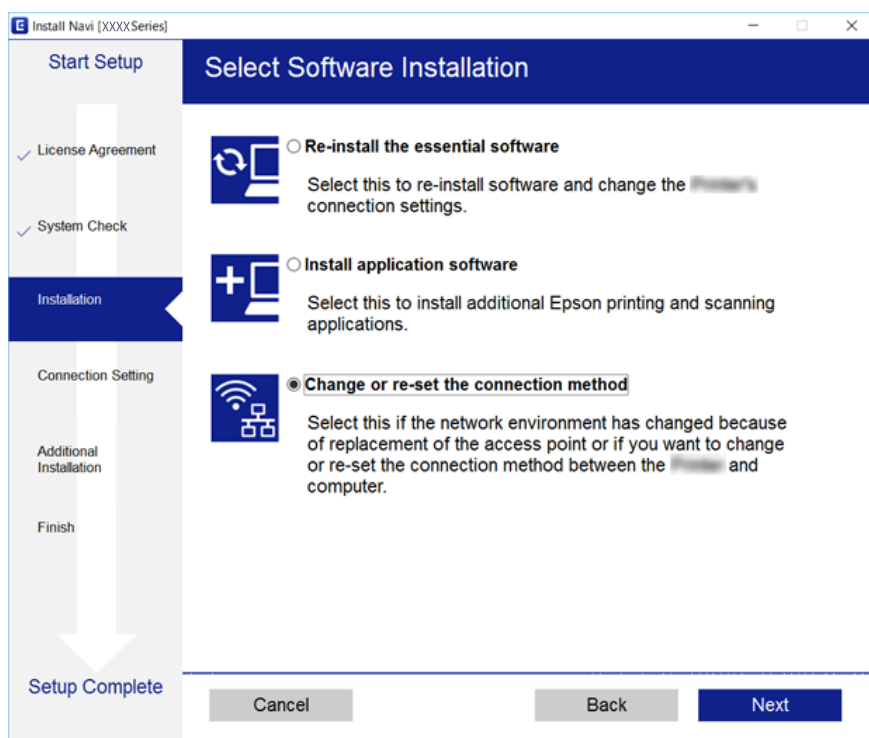 Install Navi [XXXX Series]
Start Setup
Select Software Installation
License Agreement
System Check
Installation
Connection Setting
Additional
Installation
Finish
Setup Complete
Re-install the essential software
Select this to re-install software and change the
connection settings.
Install application software
Select this to install additional Epson printing and scanning
applications.
Change or re-set the connection method
Select this if the network environment has changed because
of replacement of the access point or if you want to change
or re-set the connection method between the and
computer.
Cancel
Back
Next